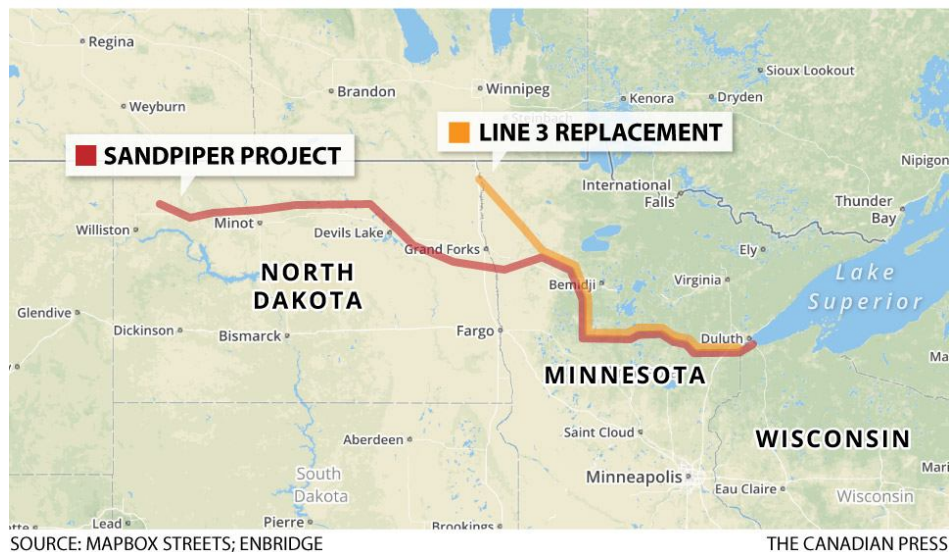 Regina
Sioux Lookout
Brandon
Winnipeg
Weyburn
Kenora
Dryden
Steinbach
LINE 3 REPLACEMENT
SANDPIPER PROJECT
Nipigon
International
Falls
Thunder
Bay
Williston
Minot
Devils Lake
Grand Forks
Ely
NORTH
DAKOTA
Bemidji
Virginia
Lake
Superior
Glendive
Dickinson
Bismarck
Fargo
Duluth
MINNESOTA
Ma
Saint Cloud
WISCONSIN
Aberdeen
Minneapolis
Mari
South
Dakota
Eau Claire
Wisconsin
Lead
Pierre
Brookings
SOURCE: MAPBOX STREETS; ENBRIDGE
THE CANADIAN PRESS